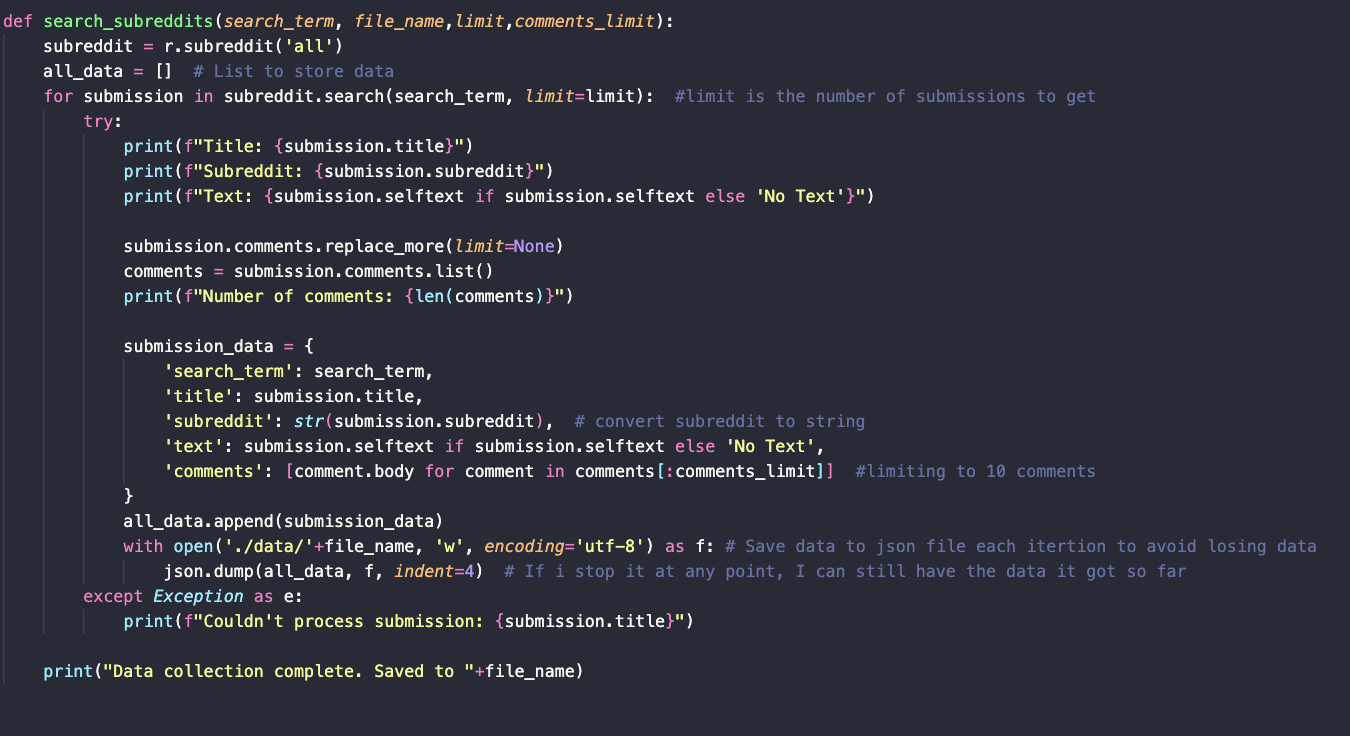 def search_subreddits(search_term, file_name,limit,comments_limit):
    subreddit = r.subreddit('all')
    all_data = []  # List to store data
    for submission in subreddit.search(search_term, limit=limit):  #limit is the number of submissions to get
        try:
            print(f"Title: {submission.title}")
            print(f"Subreddit: {submission.subreddit}")
            print(f"Text: {submission.selftext if submission.selftext else 'No Text'}")

            submission.comments.replace_more(limit=None)
            comments = submission.comments.list()
            print(f"Number of comments: {len(comments)}")

            submission_data = {
                'search_term': search_term,
                'title': submission.title,
                'subreddit': str(submission.subreddit),  # convert subreddit to string
                'text': submission.selftext if submission.selftext else 'No Text',
                'comments': [comment.body for comment in comments[:comments_limit]]  #limiting to 10 comments
            }
            all_data.append(submission_data)
            with open('./data/'+file_name, 'w', encoding='utf-8') as f: # Save data to json file each itertion to avoid losing data
                json.dump(all_data, f, indent=4)  # If i stop it at any point, I can still have the data it got so far
        except Exception as e:
            print(f"Couldn't process submission: {submission.title}")

    print("Data collection complete. Saved to "+file_name)